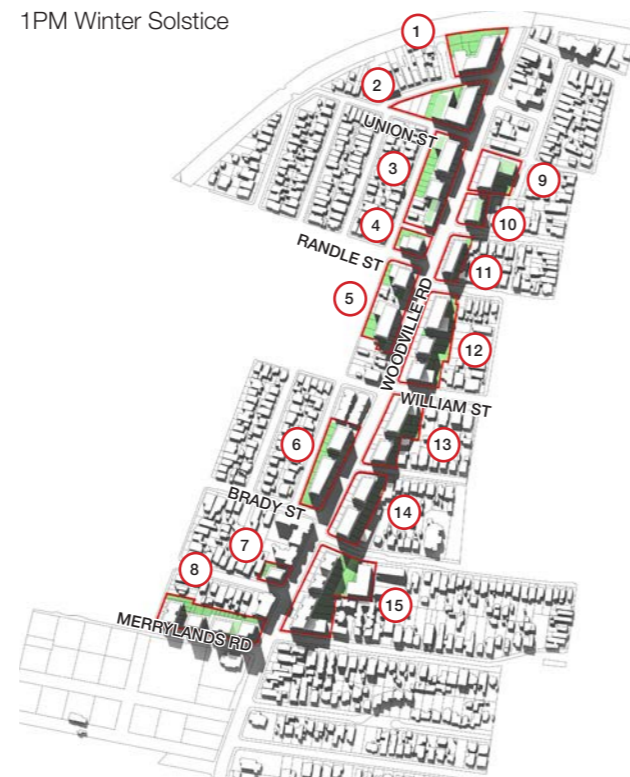 1PM Winter Solstice
1
2
UNION ST
3
9
4
10
RANDLE ST
11
5
WOODVILLE RD
12
WILLIAM ST
6
13
BRADY ST
14
7
8
15
MERRYLANDS RD